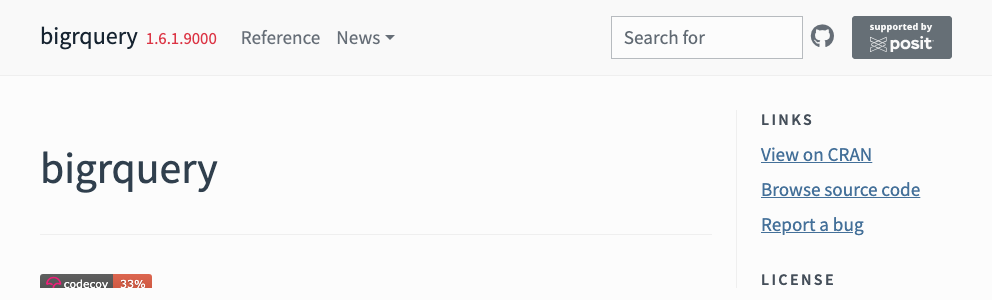 bigrquery 1.6.1.9000 Reference News Search for supported by posit
bigrquery
codecov 33%
LINKS
View on CRAN
Browse source code
Report a bug
LICENSE